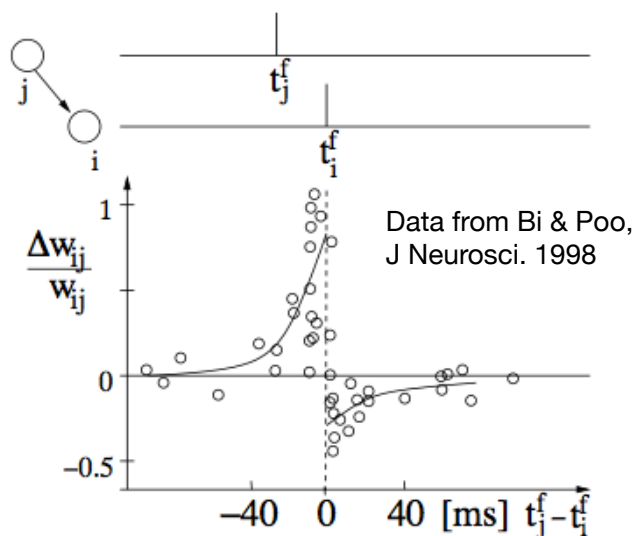 j
t_j^f
i
t_i^f
1
Δw_ij
w_ij
Data from Bi & Poo,
J Neurosci. 1998
0
−0.5
−40 0 40 [ms] t_j^f−t_i^f